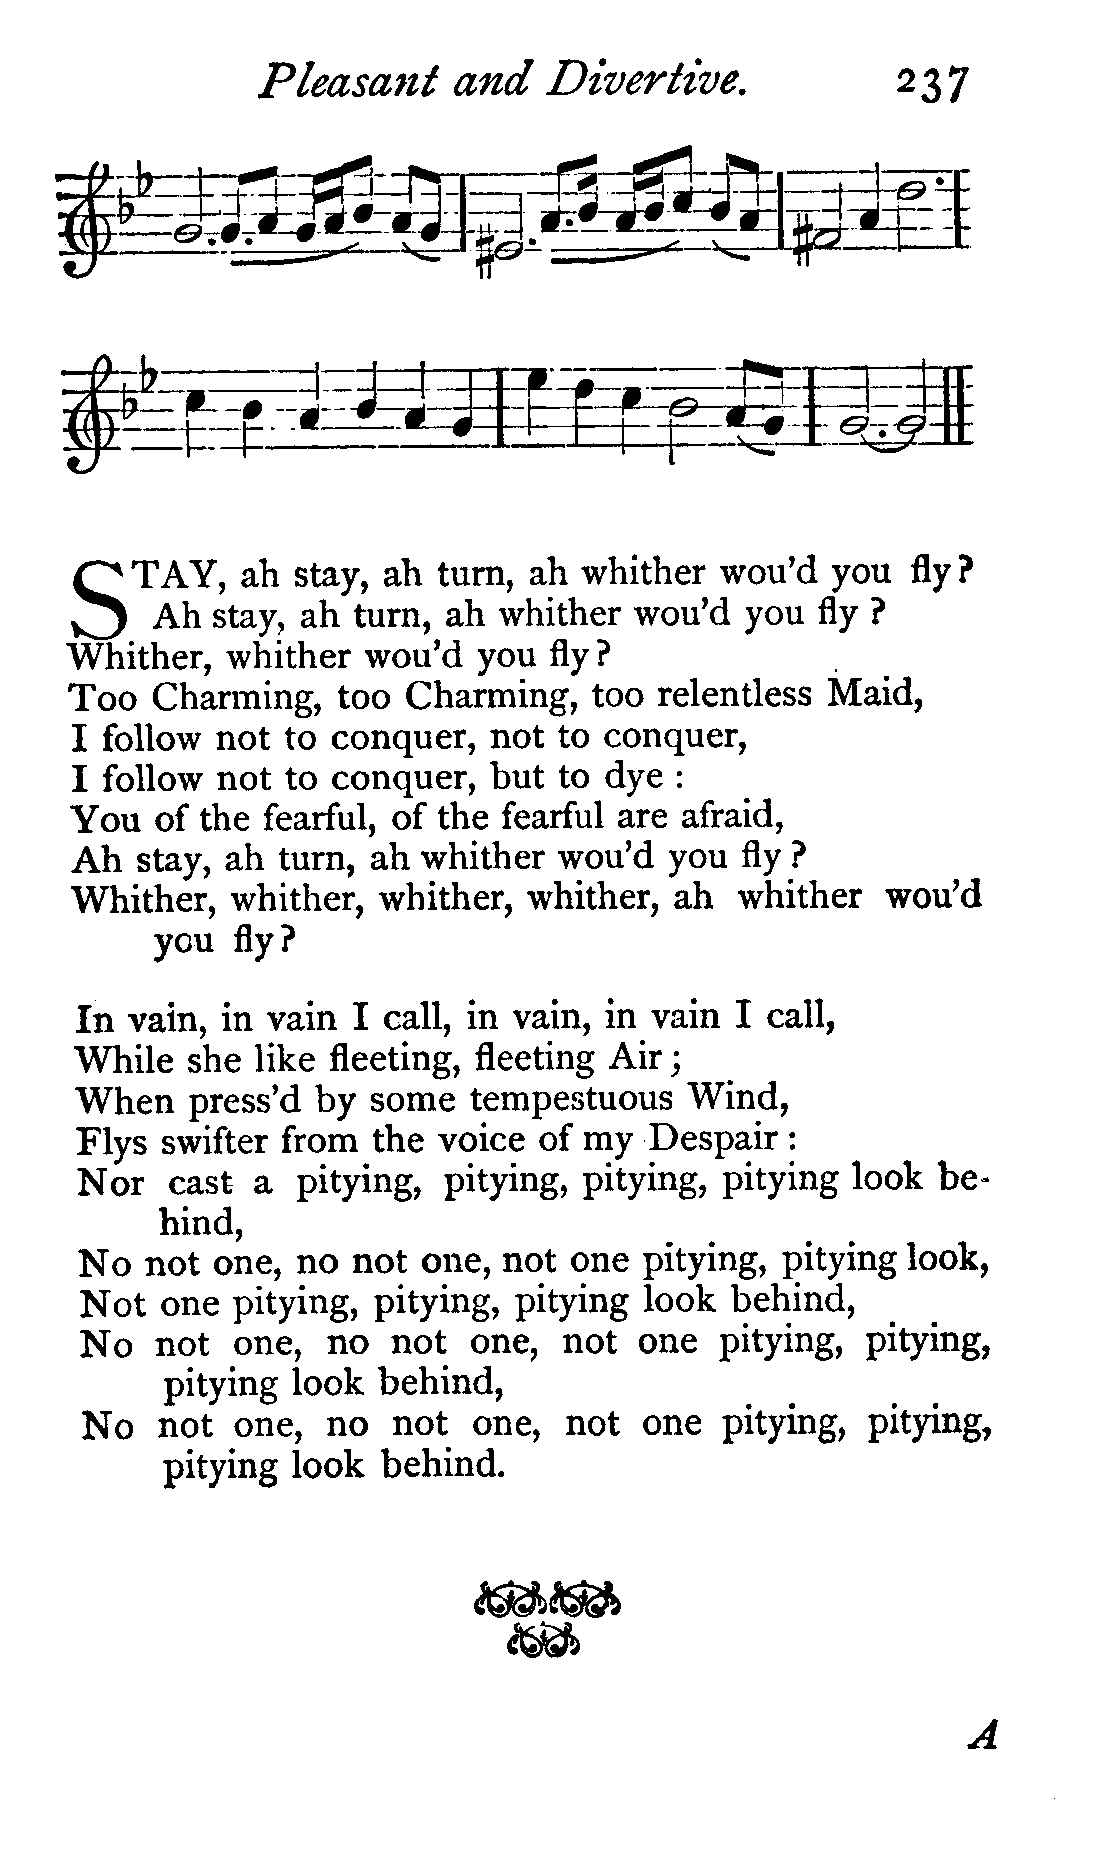 Pleasant and Divertive. 237
STAY, ah stay, ah turn, ah whither wou'd you fly?
Ah stay, ah turn, ah whither wou'd you fly?
Whither, whither wou'd you fly?
Too Charming, too Charming, too relentless Maid,
I follow not to conquer, not to conquer,
I follow not to conquer, but to dye:
You of the fearful, of the fearful are afraid,
Ah stay, ah turn, ah whither wou'd you fly?
Whither, whither, whither, whither, ah whither wou'd
you fly?
In vain, in vain I call, in vain, in vain I call,
While she like fleeting, fleeting Air;
When press'd by some tempestuous Wind,
Flys swifter from the voice of my Despair:
Nor cast a pitying, pitying, pitying, pitying look be-
hind,
No not one, no not one, not one pitying, pitying look,
Not one pitying, pitying, pitying look behind,
No not one, no not one, not one pitying, pitying,
pitying look behind,
No not one, no not one, not one pitying, pitying,
pitying look behind.
A